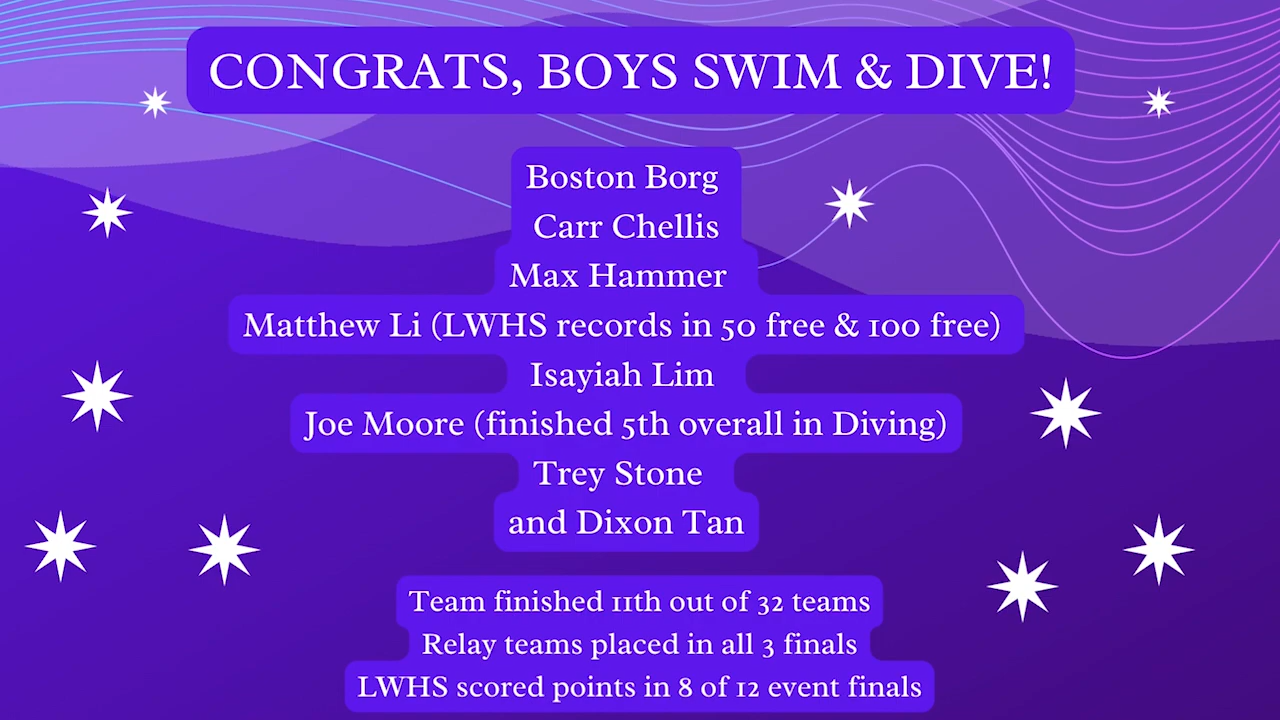 CONGRATS, BOYS SWIM & DIVE!
Boston Borg
Carr Chellis
Max Hammer
Matthew Li (LWHS records in 50 free & 100 free)
Isayiah Lim
Joe Moore (finished 5th overall in Diving)
Trey Stone
and Dixon Tan
Team finished 11th out of 32 teams
Relay teams placed in all 3 finals
LWHS scored points in 8 of 12 event finals